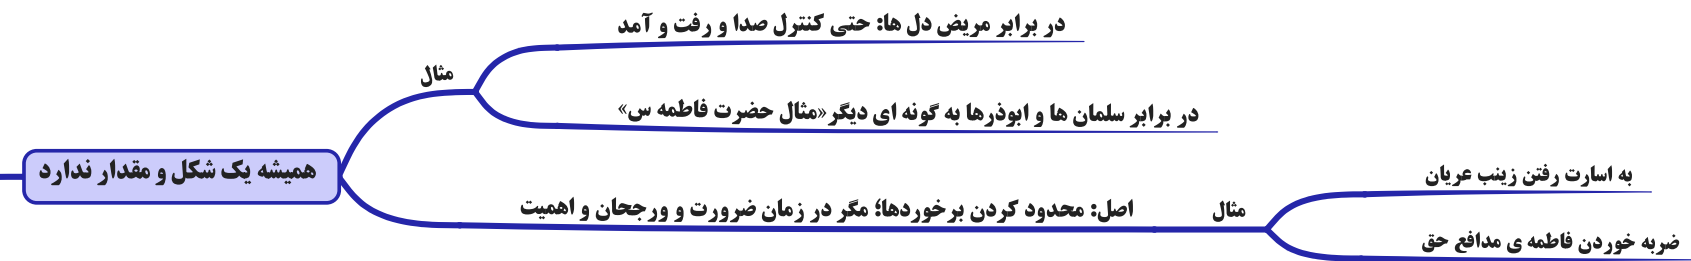 همیشه یک شکل و مقدار ندارد
مثال
در برابر مریض دل ها: حتی کنترل صدا و رفت و آمد
در برابر سلمان ها و ابوذرها به گونه ای دیگر«مثال حضرت فاطمه س»
اصل: محدود کردن برخوردها؛ مگر در زمان ضرورت و ورجحان و اهمیت
مثال
به اسارت رفتن زینب عریان
ضربه خوردن فاطمه ی مدافع حق